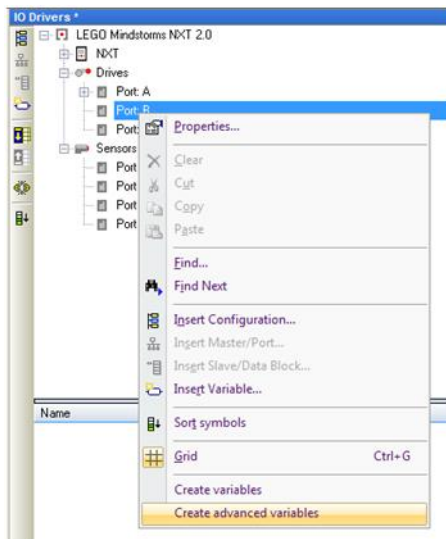 IO Drivers *
LEGO Mindstorms NXT 2.0
NXT
Drives
Port: A
Port: B
Port:
Sensors
Port
Port
Port
Port
Properties...
Clear
Cut
Copy
Paste
Find...
Find Next
Insert Configuration...
Insert Master/Port...
Insert Slave/Data Block...
Insert Variable...
Sort symbols
Grid Ctrl+G
Create variables
Create advanced variables
Name